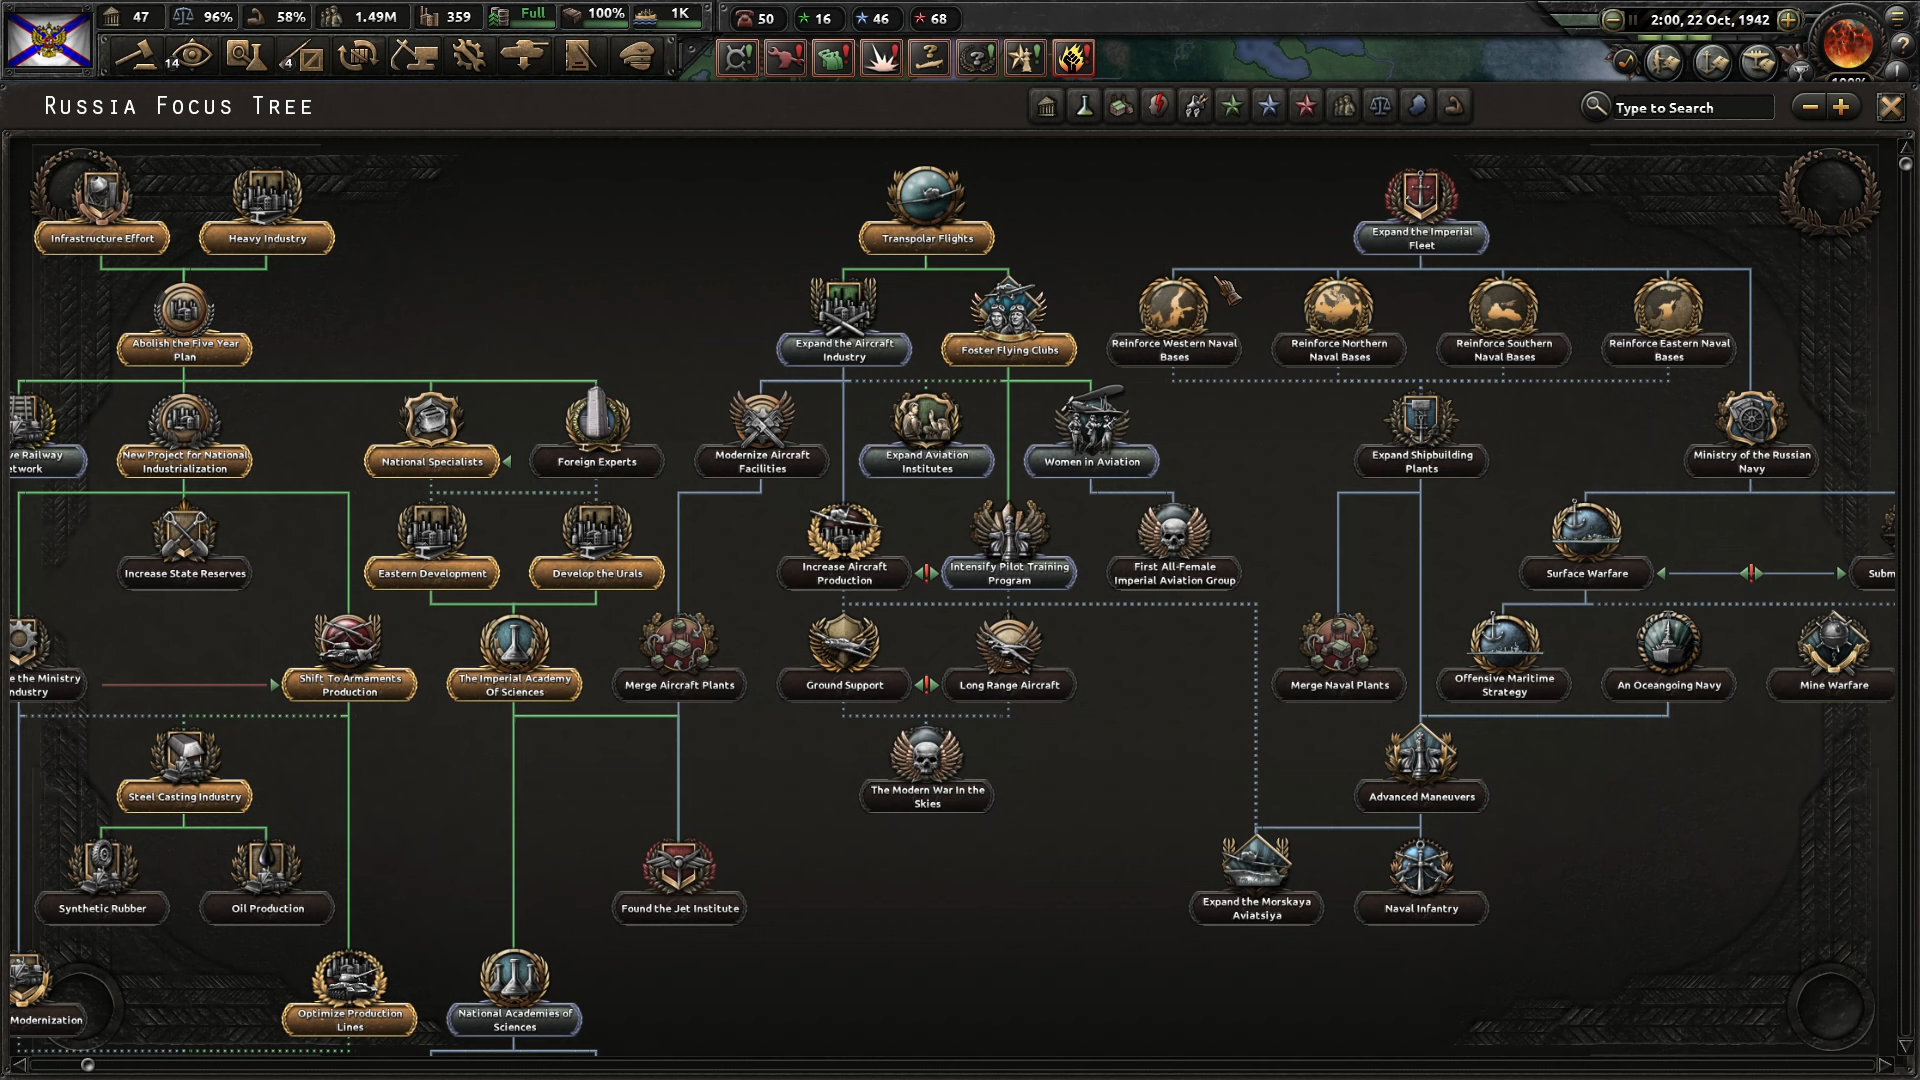 47
96%
58%
1.49M
359
Full
100%
1K
50
16
46
68
2:00, 22 Oct, 1942
14
4
RUSSIA FOCUS TREE
Type to Search
Infrastructure Effort
Heavy Industry
Transpolar Flights
Expand the Imperial
Fleet
Abolish the Five Year
Plan
Expand the Aircraft
Industry
Foster Flying Clubs
Reinforce Western Naval
Bases
Reinforce Northern
Naval Bases
Reinforce Southern
Naval Bases
Reinforce Eastern Naval
Bases
ve Railway
etwork
New Project for National
Industrialization
National Specialists
Foreign Experts
Modernize Aircraft
Facilities
Expand Aviation
Institutes
Women in Aviation
Expand Shipbuilding
Plants
Ministry of the Russian
Navy
Increase State Reserves
Eastern Development
Develop the Urals
Increase Aircraft
Production
Intensify Pilot Training
Program
First All-Female
Imperial Aviation Group
Surface Warfare
Subm
e the Ministry
ndustry
Shift To Armaments
Production
The Imperial Academy
Of Sciences
Merge Aircraft Plants
Ground Support
Long Range Aircraft
Merge Naval Plants
Offensive Maritime
Strategy
An Oceangoing Navy
Mine Warfare
Steel Casting Industry
The Modern War In the
Skies
Advanced Maneuvers
Synthetic Rubber
Oil Production
Found the Jet Institute
Expand the Morskaya
Aviatsiya
Naval Infantry
Modernization
Optimize Production
Lines
National Academies of
Sciences